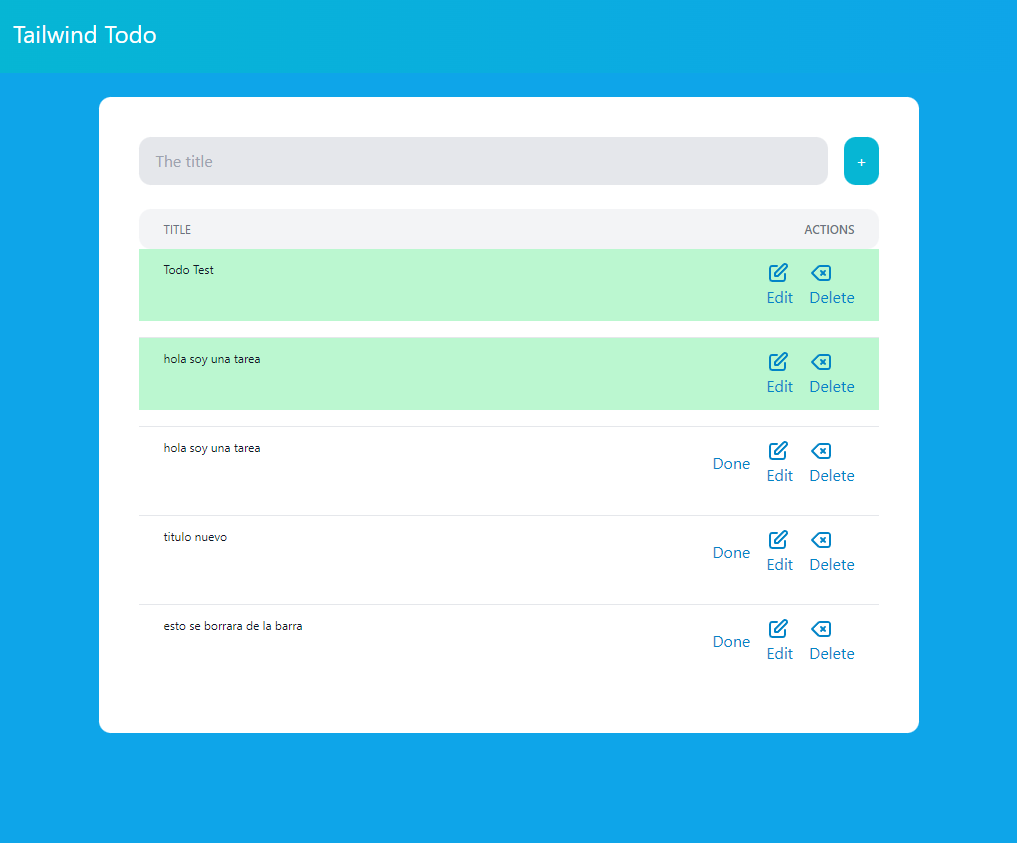 Tailwind Todo
The title
+
TITLE ACTIONS
Todo Test
Edit Delete
hola soy una tarea
Edit Delete
hola soy una tarea
Done Edit Delete
titulo nuevo
Done Edit Delete
esto se borrara de la barra
Done Edit Delete